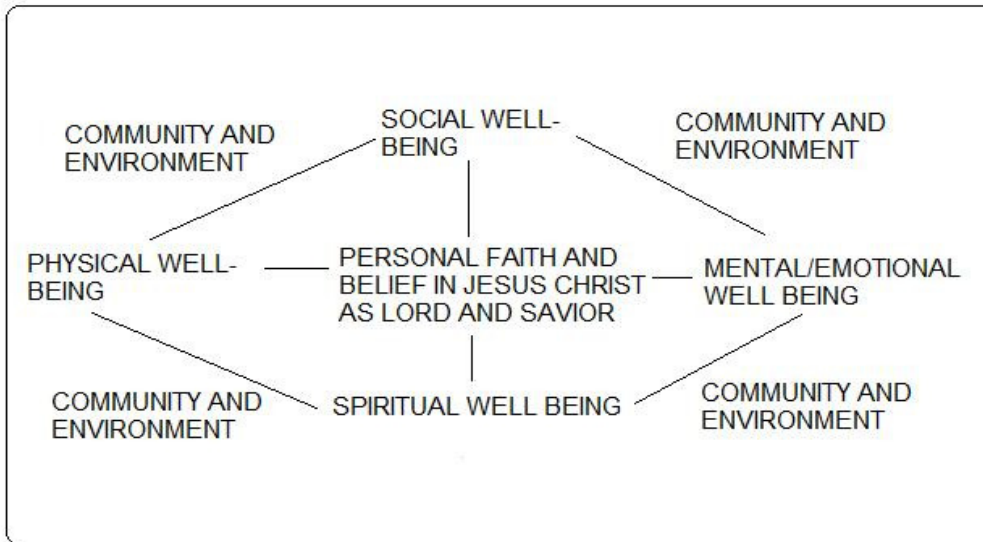 SOCIAL WELL-
BEING
COMMUNITY AND
ENVIRONMENT
COMMUNITY AND
ENVIRONMENT
PHYSICAL WELL-
BEING
PERSONAL FAITH AND
BELIEF IN JESUS CHRIST
AS LORD AND SAVIOR
MENTAL/EMOTIONAL
WELL BEING
COMMUNITY AND
ENVIRONMENT
SPIRITUAL WELL BEING
COMMUNITY AND
ENVIRONMENT